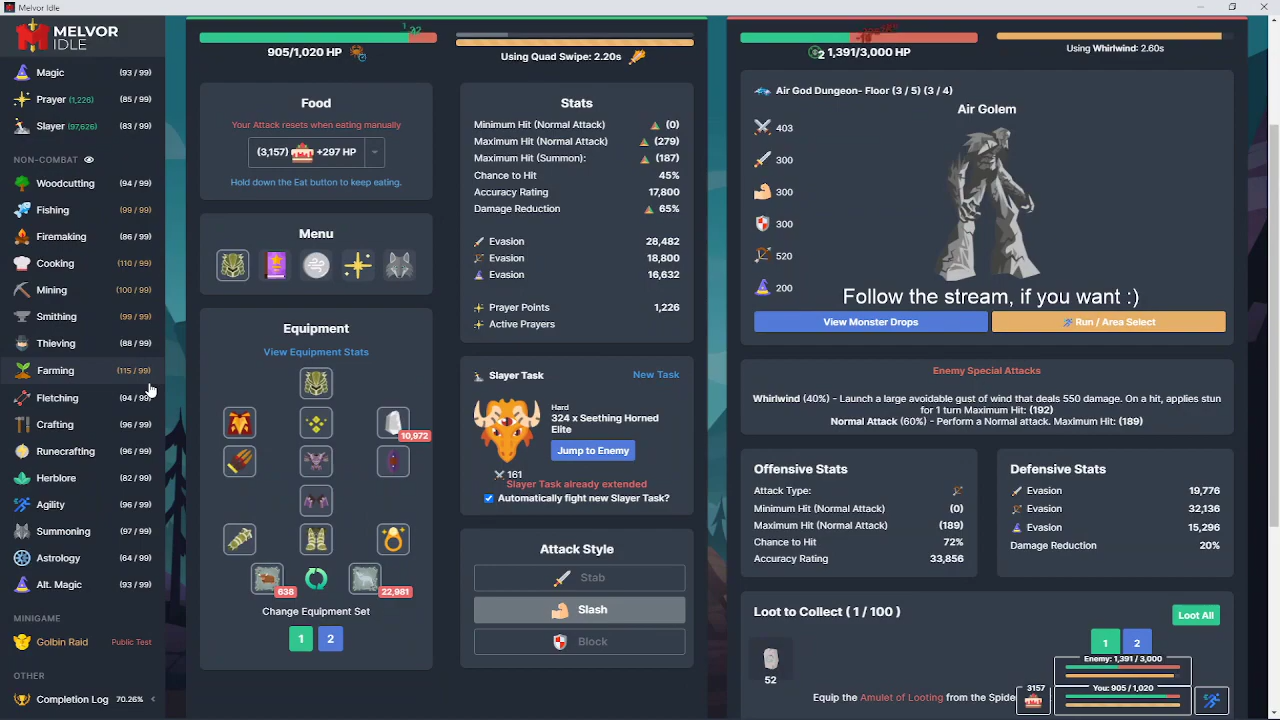 Melvor Idle
MELVOR
IDLE
Magic (93 / 99)
Prayer (1,226) (85 / 99)
Slayer (97,626) (83 / 99)
NON-COMBAT
Woodcutting (94 / 99)
Fishing (99 / 99)
Firemaking (86 / 99)
Cooking (110 / 99)
Mining (100 / 99)
Smithing (99 / 99)
Thieving (88 / 99)
Farming (115 / 99)
Fletching (94 / 99)
Crafting (96 / 99)
Runecrafting (96 / 99)
Herblore (82 / 99)
Agility (96 / 99)
Summoning (97 / 99)
Astrology (64 / 99)
Alt. Magic (93 / 99)
MINIGAME
Golbin Raid Public Test
OTHER
Completion Log 70.26%
905/1,020 HP
Using Quad Swipe: 2.20s
Food
Your Attack resets when eating manually
(3,157) +297 HP
Hold down the Eat button to keep eating.
Menu
Equipment
View Equipment Stats
10,972
638
22,981
Change Equipment Set
1 2
Stats
Minimum Hit (Normal Attack) (0)
Maximum Hit (Normal Attack) (279)
Maximum Hit (Summon): (187)
Chance to Hit 45%
Accuracy Rating 17,800
Damage Reduction 65%
Evasion 28,482
Evasion 18,800
Evasion 16,632
Prayer Points 1,226
Active Prayers
Slayer Task New Task
Hard
324 x Seething Horned
Elite
Jump to Enemy
161
Slayer Task already extended
Automatically fight new Slayer Task?
Attack Style
Stab
Slash
Block
2 1,391/3,000 HP
Using Whirlwind: 2.60s
Air God Dungeon- Floor (3 / 5) (3 / 4)
Air Golem
403
300
300
300
520
200
Follow the stream, if you want :)
View Monster Drops
Run / Area Select
Enemy Special Attacks
Whirlwind (40%) - Launch a large avoidable gust of wind that deals 550 damage. On a hit, applies stun
for 1 turn Maximum Hit: (192)
Normal Attack (60%) - Perform a Normal attack. Maximum Hit: (189)
Offensive Stats
Attack Type:
Minimum Hit (Normal Attack) (0)
Maximum Hit (Normal Attack) (189)
Chance to Hit 72%
Accuracy Rating 33,856
Defensive Stats
Evasion 19,776
Evasion 32,136
Evasion 15,296
Damage Reduction 20%
Loot to Collect ( 1 / 100 )
Loot All
52
1 2
Equip the Amulet of Looting from the Spide
Enemy: 1,391 / 3,000
3157
You: 905 / 1,020